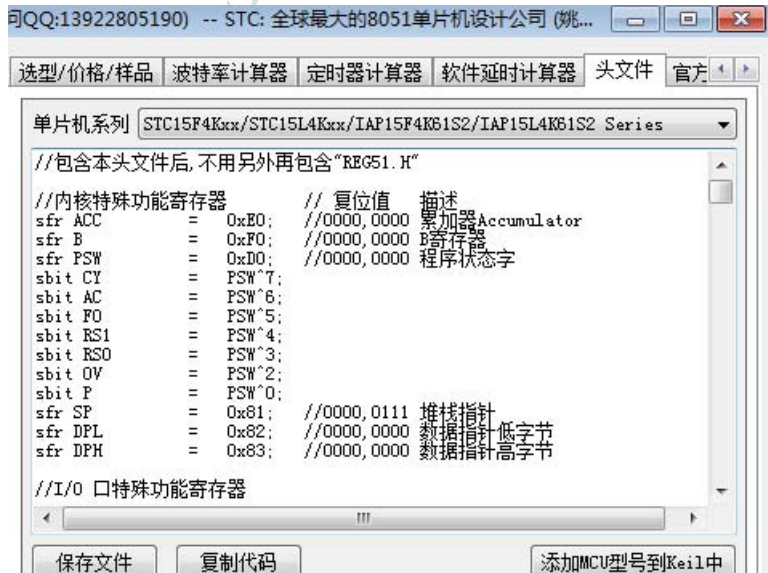 问QQ:13922805190) -- STC: 全球最大的8051单片机设计公司 (姚...
选型/价格/样品 波特率计算器 定时器计算器 软件延时计算器 头文件 官方
单片机系列 STC15F4Kxx/STC15L4Kxx/IAP15F4K61S2/IAP15L4K61S2 Series
//包含本头文件后,不用另外再包含"REG51.H"
//内核特殊功能寄存器 // 复位值 描述
sfr ACC = 0xE0; //0000,0000 累加器Accumulator
sfr B = 0xF0; //0000,0000 B寄存器
sfr PSW = 0xD0; //0000,0000 程序状态字
sbit CY = PSW^7;
sbit AC = PSW^6;
sbit F0 = PSW^5;
sbit RS1 = PSW^4;
sbit RS0 = PSW^3;
sbit OV = PSW^2;
sbit P = PSW^0;
sfr SP = 0x81; //0000,0111 堆栈指针
sfr DPL = 0x82; //0000,0000 数据指针低字节
sfr DPH = 0x83; //0000,0000 数据指针高字节
//I/O 口特殊功能寄存器
保存文件 复制代码 添加MCU型号到Keil中